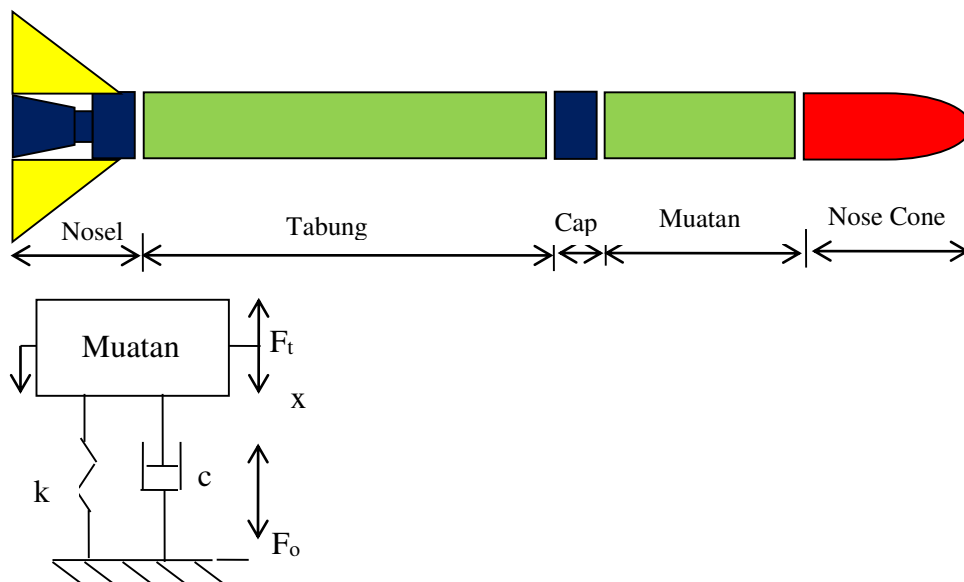 Nosel
Tabung
Cap
Muatan
Nose Cone
Muatan
Ft
x
k
c
Fo